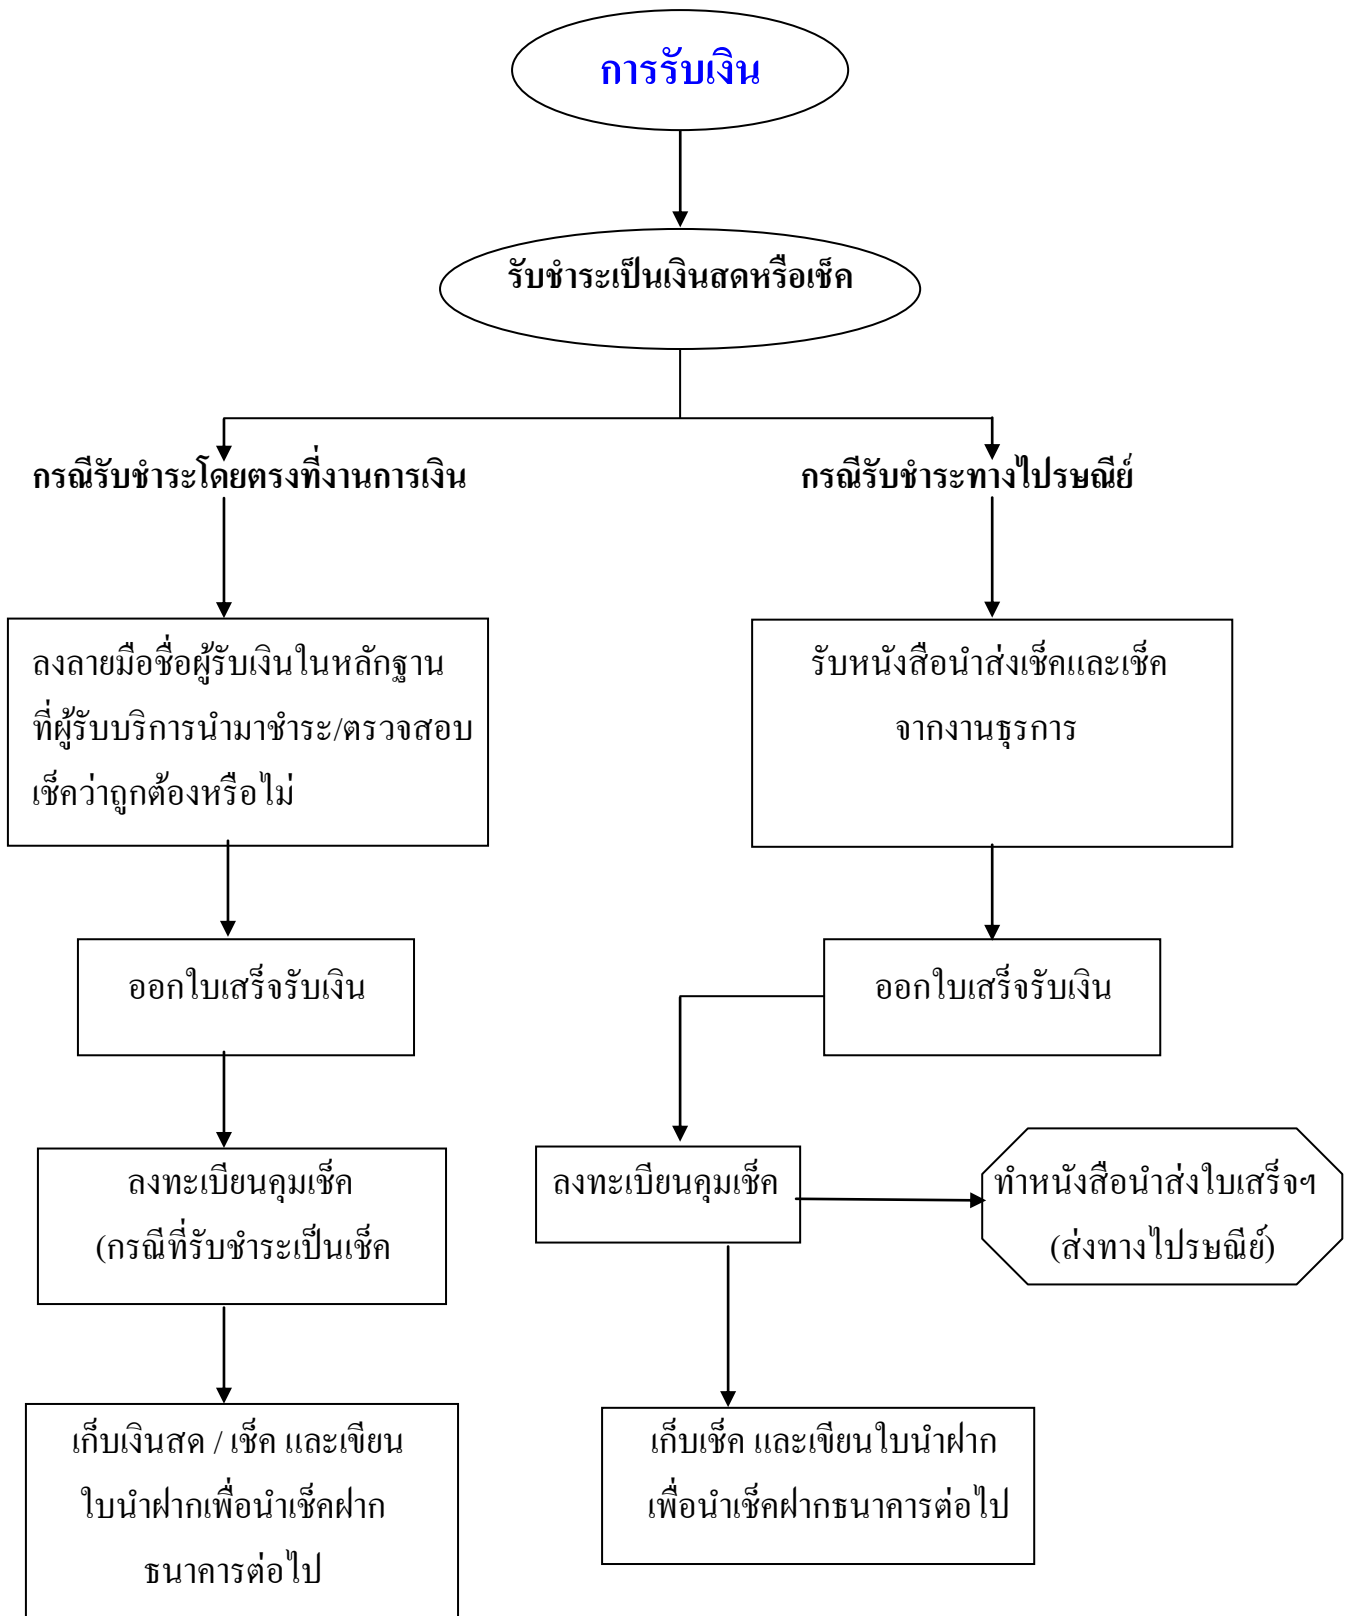 การรับเงิน
รับชำระเป็นเงินสดหรือเช็ค
กรณีรับชำระโดยตรงที่งานการเงิน
ลงลายมือชื่อผู้รับเงินในหลักฐาน
ที่ผู้รับบริการนำมาชำระ/ตรวจสอบ
เช็คว่าถูกต้องหรือไม่
ออกใบเสร็จรับเงิน
ลงทะเบียนคุมเช็ค
(กรณีที่รับชำระเป็นเช็ค
เก็บเงินสด / เช็ค และเขียน
ใบนำฝากเพื่อนำเช็คฝาก
ธนาคารต่อไป
กรณีรับชำระทางไปรษณีย์
รับหนังสือนำส่งเช็คและเช็ค
จากงานธุรการ
ออกใบเสร็จรับเงิน
ลงทะเบียนคุมเช็ค
ทำหนังสือนำส่งใบเสร็จฯ
(ส่งทางไปรษณีย์)
เก็บเช็ค และเขียนใบนำฝาก
เพื่อนำเช็คฝากธนาคารต่อไป